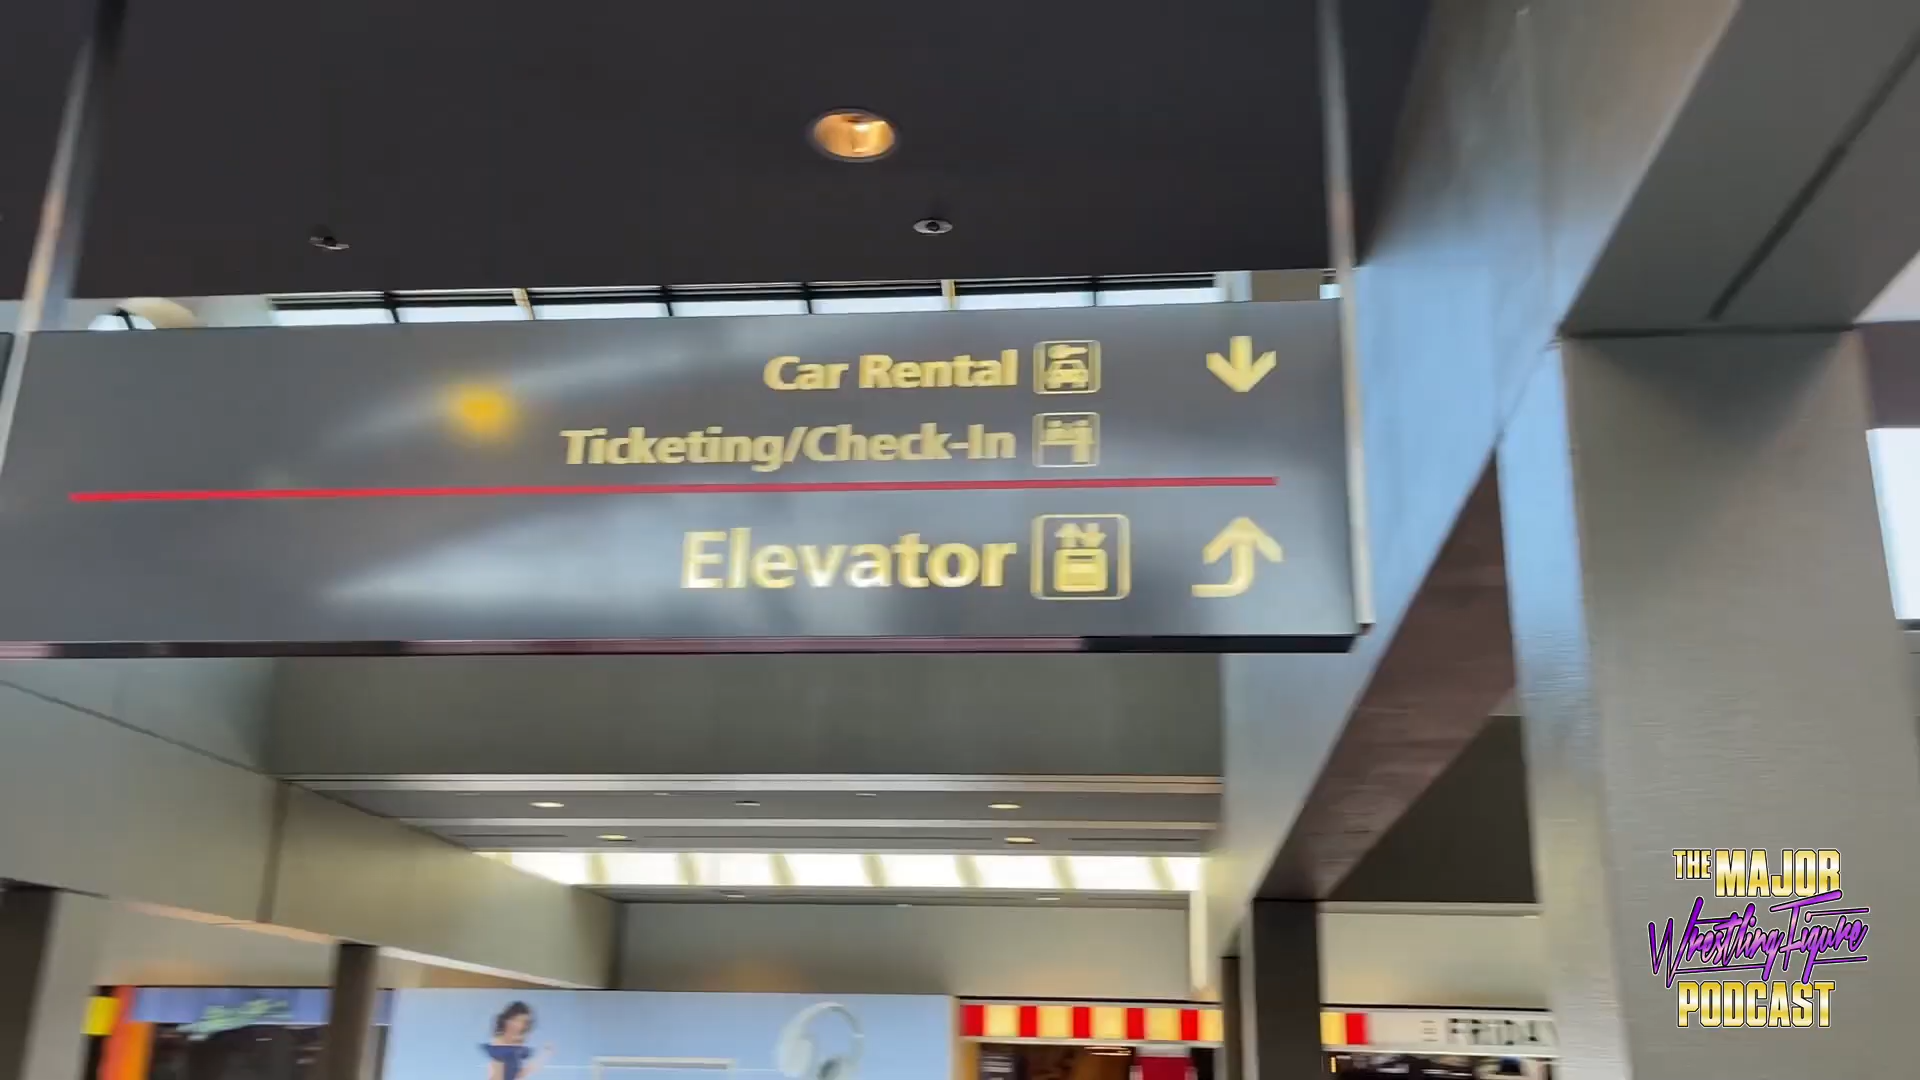 Car Rental
Ticketing/Check-In
Elevator
THE MAJOR
Wrestling Figure
PODCAST